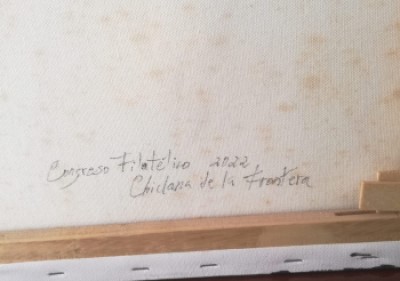 Congreso Filatélico 2022
Chiclana de la Frontera